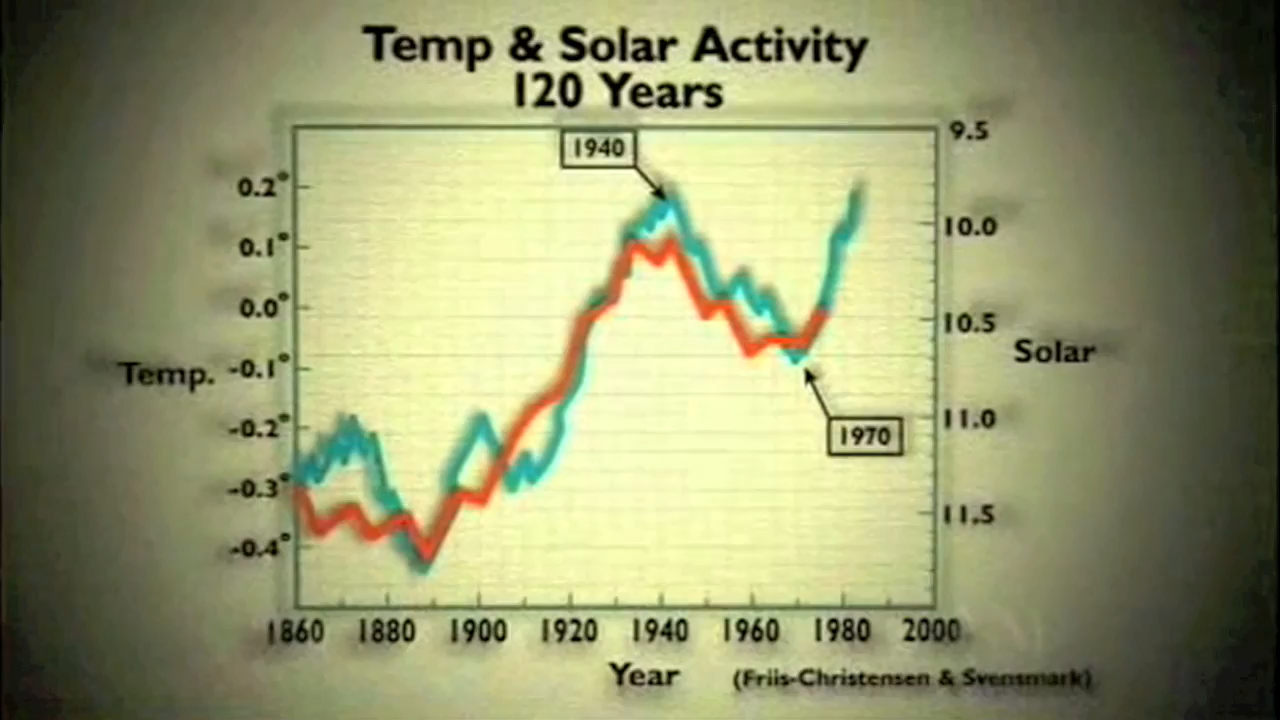 Temp & Solar Activity
120 Years
1940
9.5
0.2°
10.0
0.1°
0.0°
10.5
Solar
Temp.
-0.1°
-0.2°
11.0
1970
-0.3°
11.5
-0.4°
1860 1880 1900 1920 1940 1960 1980 2000
Year
(Friis-Christensen & Svensmark)